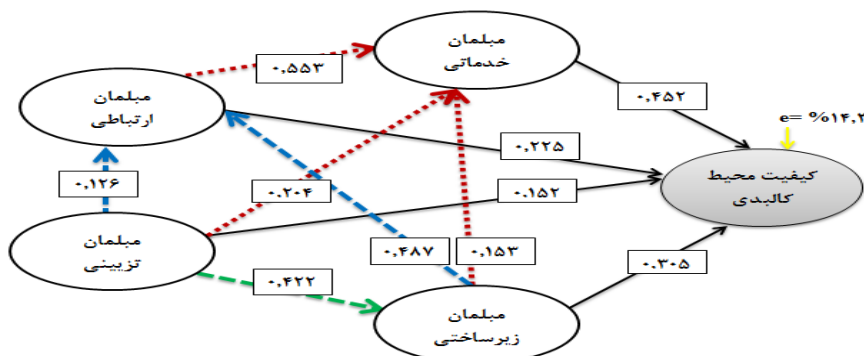 مبلمان
خدماتی
۰,۵۵۳
مبلمان
ارتباطی
۰,۴۵۲
e= %۱۴,۲
۰,۲۲۵
کیفیت محیط
کالبدی
۰,۱۲۶
۰,۲۰۴
۰,۱۵۲
مبلمان
تزیینی
۰,۴۸۷
۰,۱۵۳
۰,۳۰۵
۰,۴۲۲
مبلمان
زیرساختی